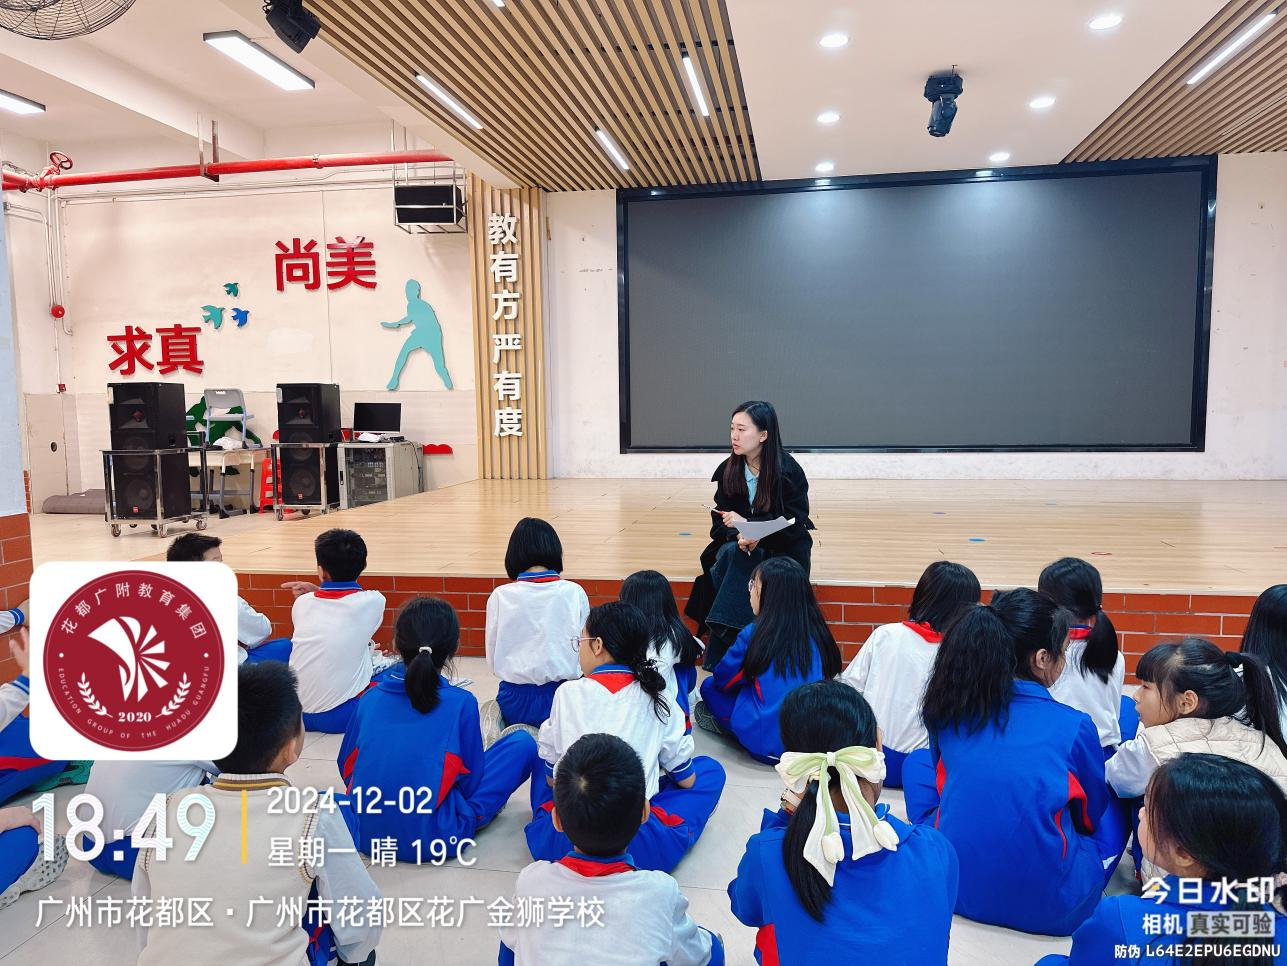 尚美
求真
教有方严有度
花都广附教育集团
EDUCATION GROUP OF THE HUADU GUANGFU
2020
18:49
2024-12-02
星期一 晴 19℃
广州市花都区·广州市花都区花广金狮学校
今日水印
相机 真实可验
防伪 L64E2EPU6EGDNU